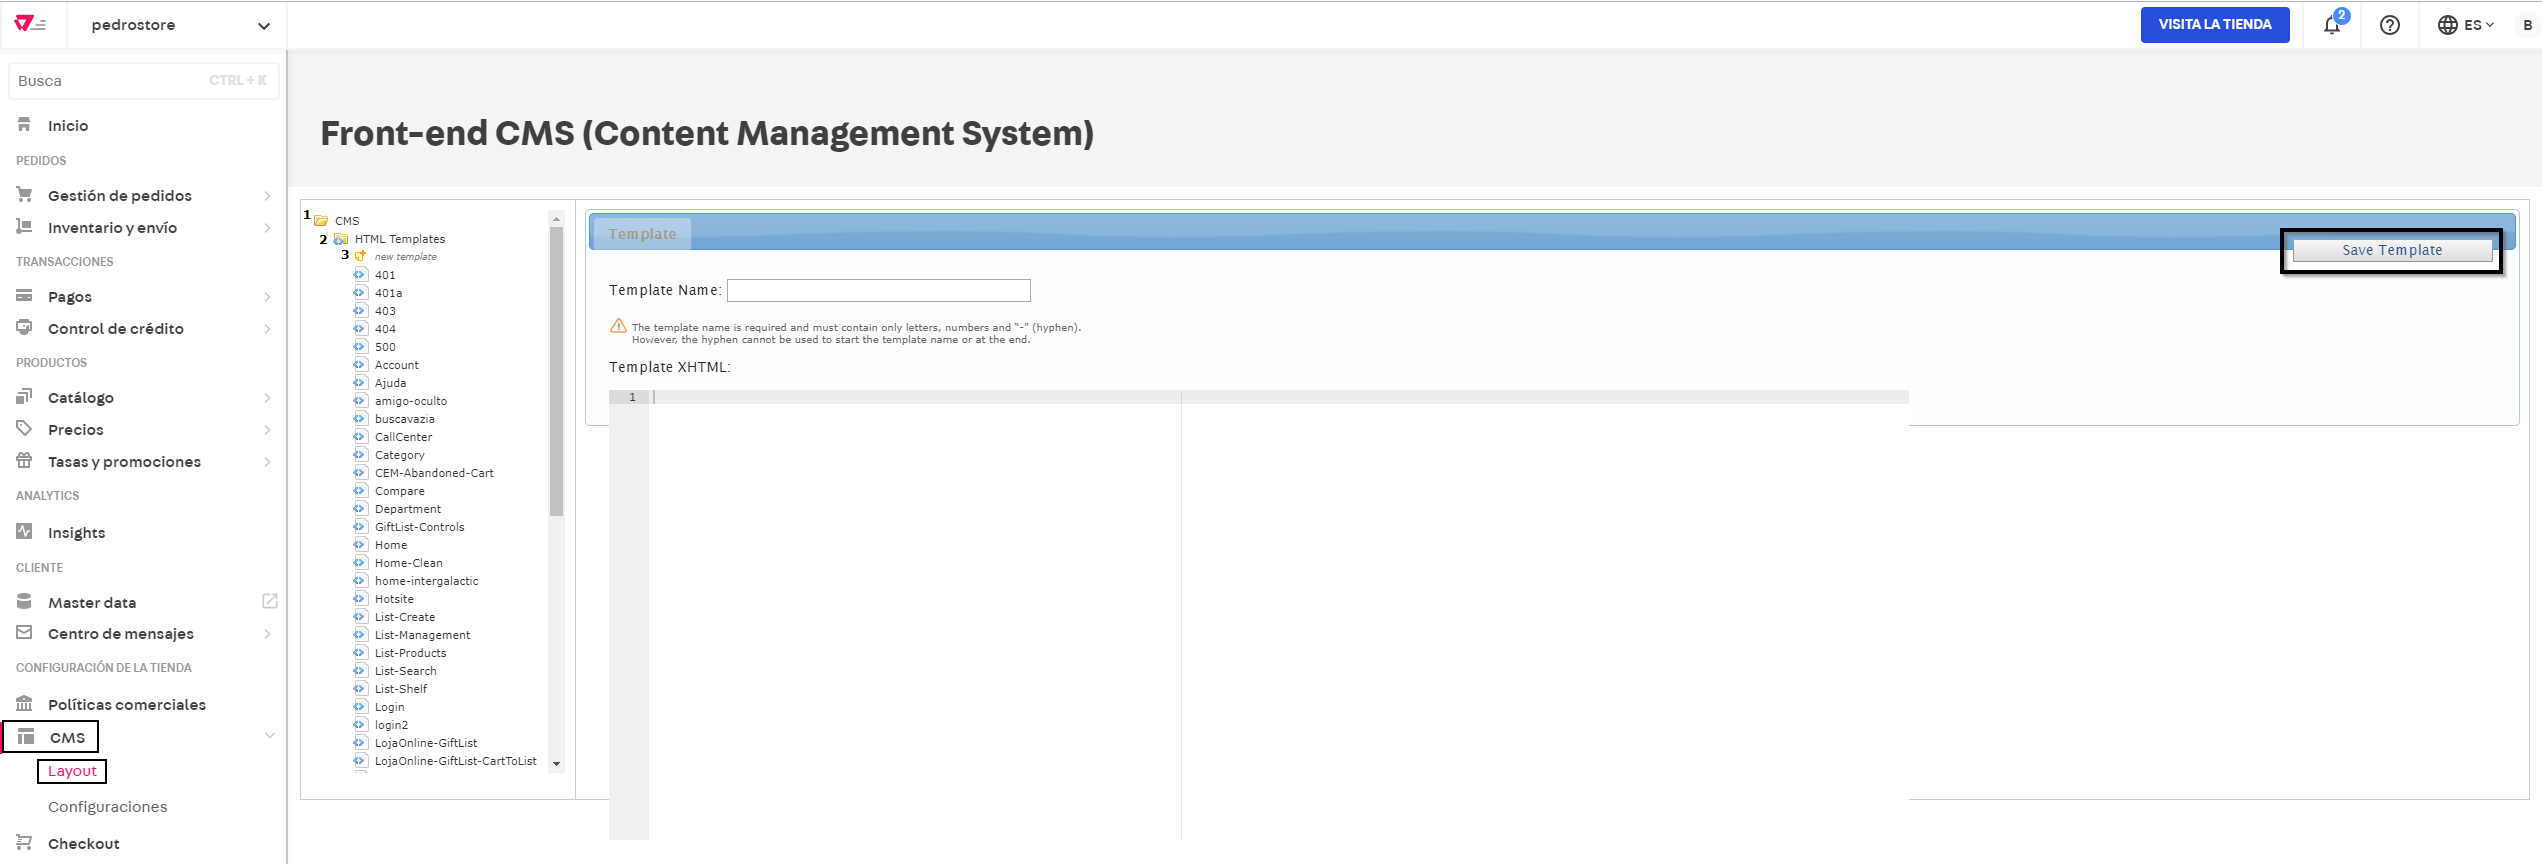 pedrostore
VISITA LA TIENDA
2
ES
B
Busca CTRL + K
Inicio
PEDIDOS
Gestión de pedidos
Inventario y envío
TRANSACCIONES
Pagos
Control de crédito
PRODUCTOS
Catálogo
Precios
Tasas y promociones
ANALYTICS
Insights
CLIENTE
Master data
Centro de mensajes
CONFIGURACIÓN DE LA TIENDA
Políticas comerciales
CMS
Layout
Configuraciones
Checkout
Front-end CMS (Content Management System)
1 CMS
2 HTML Templates
3 new template
401
401a
403
404
500
Account
Ajuda
amigo-oculto
buscavazia
CallCenter
Category
CEM-Abandoned-Cart
Compare
Department
GiftList-Controls
Home
Home-Clean
home-intergalactic
Hotsite
List-Create
List-Management
List-Products
List-Search
List-Shelf
Login
login2
LojaOnline-GiftList
LojaOnline-GiftList-CartToList
Template
Save Template
Template Name:
The template name is required and must contain only letters, numbers and “-” (hyphen).
However, the hyphen cannot be used to start the template name or at the end.
Template XHTML:
1